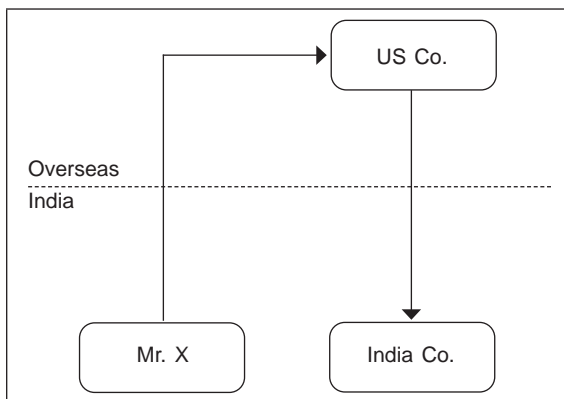 US Co.
Overseas
India
Mr. X
India Co.